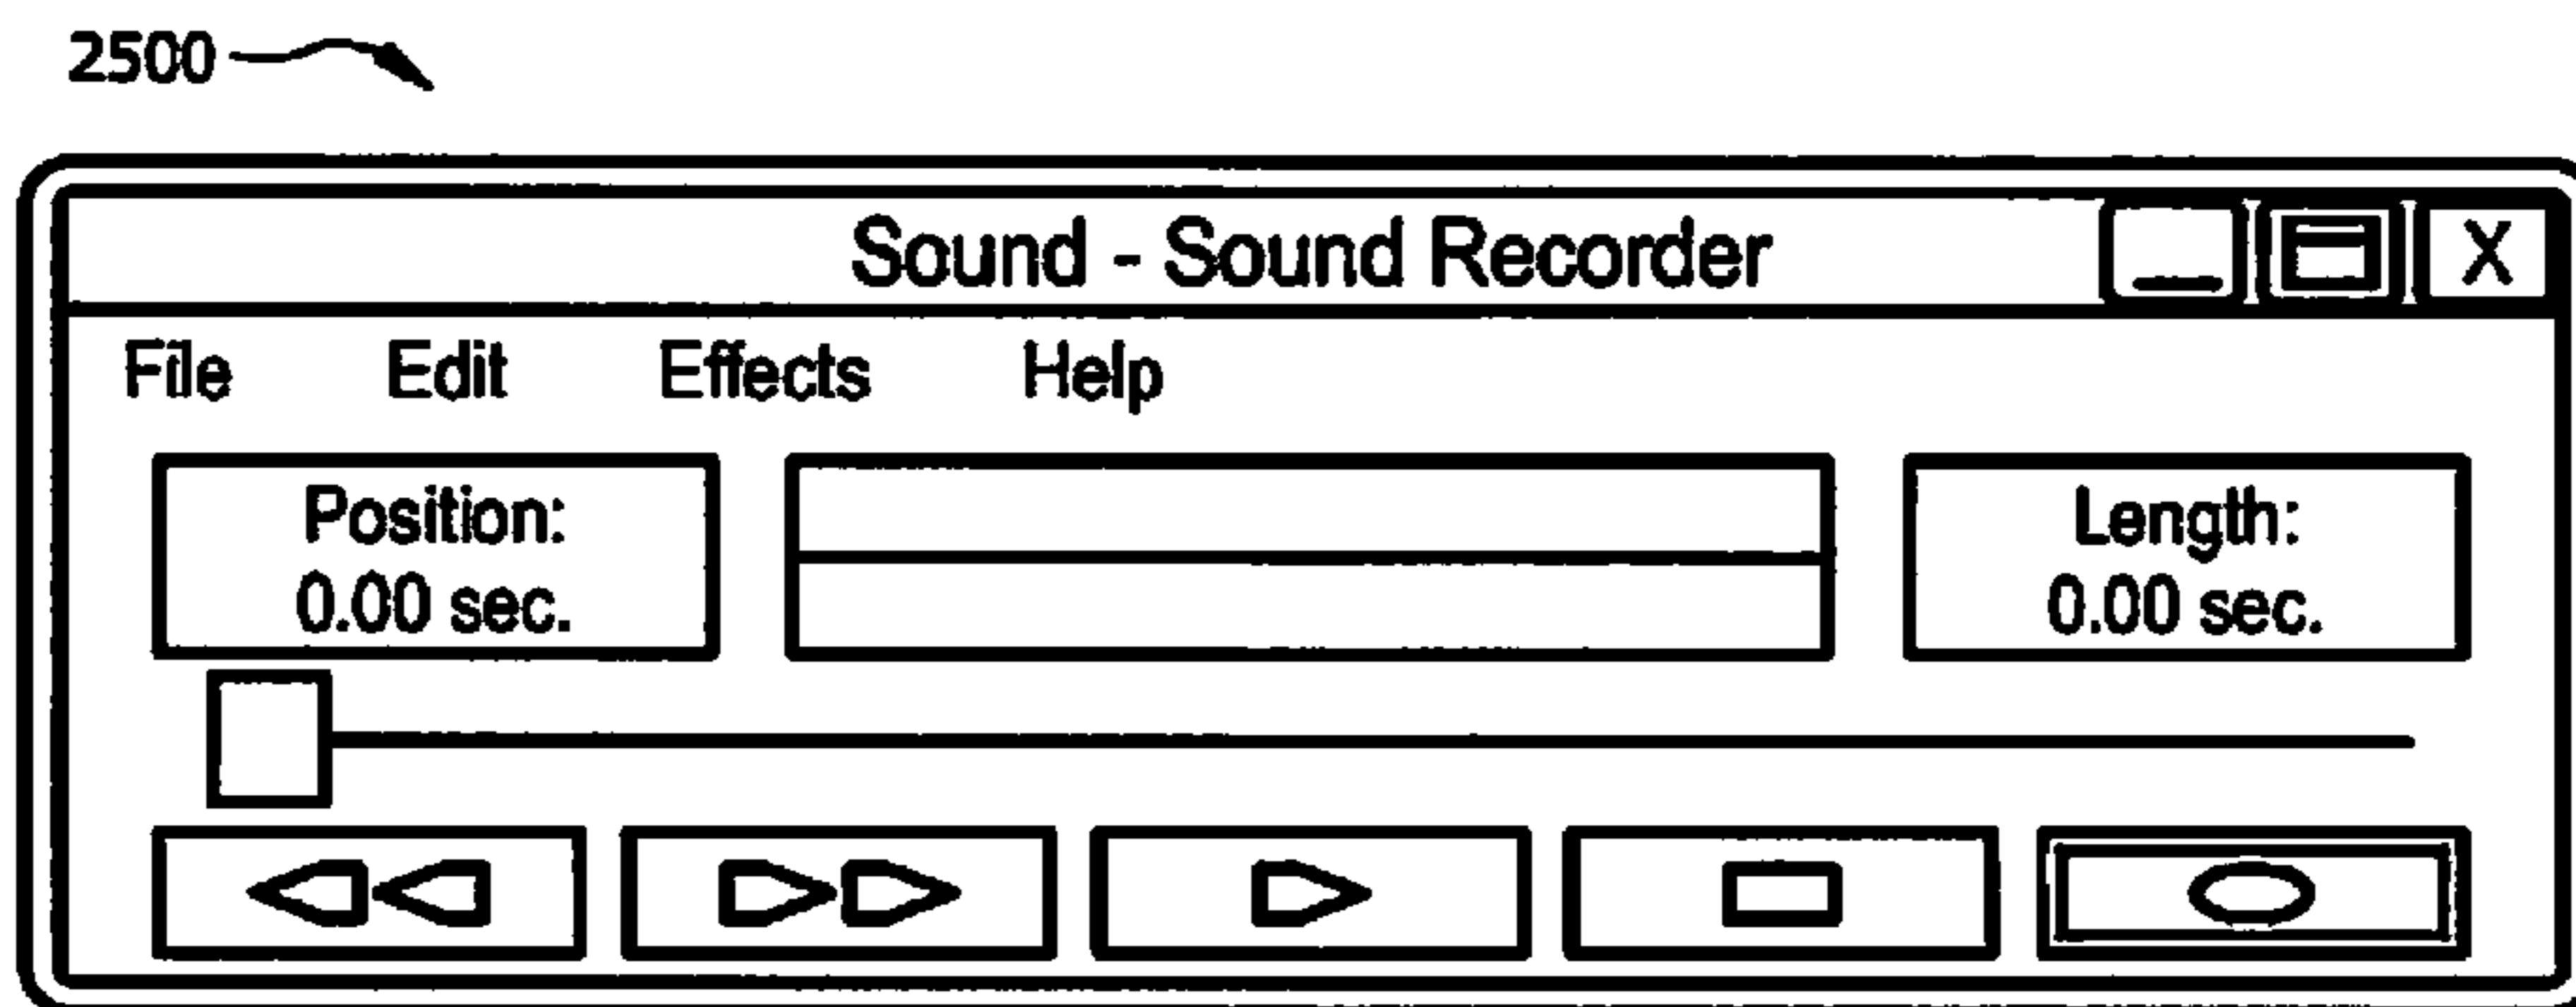 2500
Sound - Sound Recorder X
File Edit Effects Help
Position:
0.00 sec.
Length:
0.00 sec.